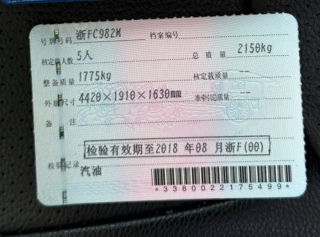 号牌号码 浙FC982M 档案编号
核定载人数 5人 总质量 2150kg
整备质量 1775kg 核定载质量 --
外廓尺寸 4420×1910×1630mm 准牵引总质量 --
备注
检验有效期至2018年08月浙F(00)
检验记录
汽油
*3380022175499*